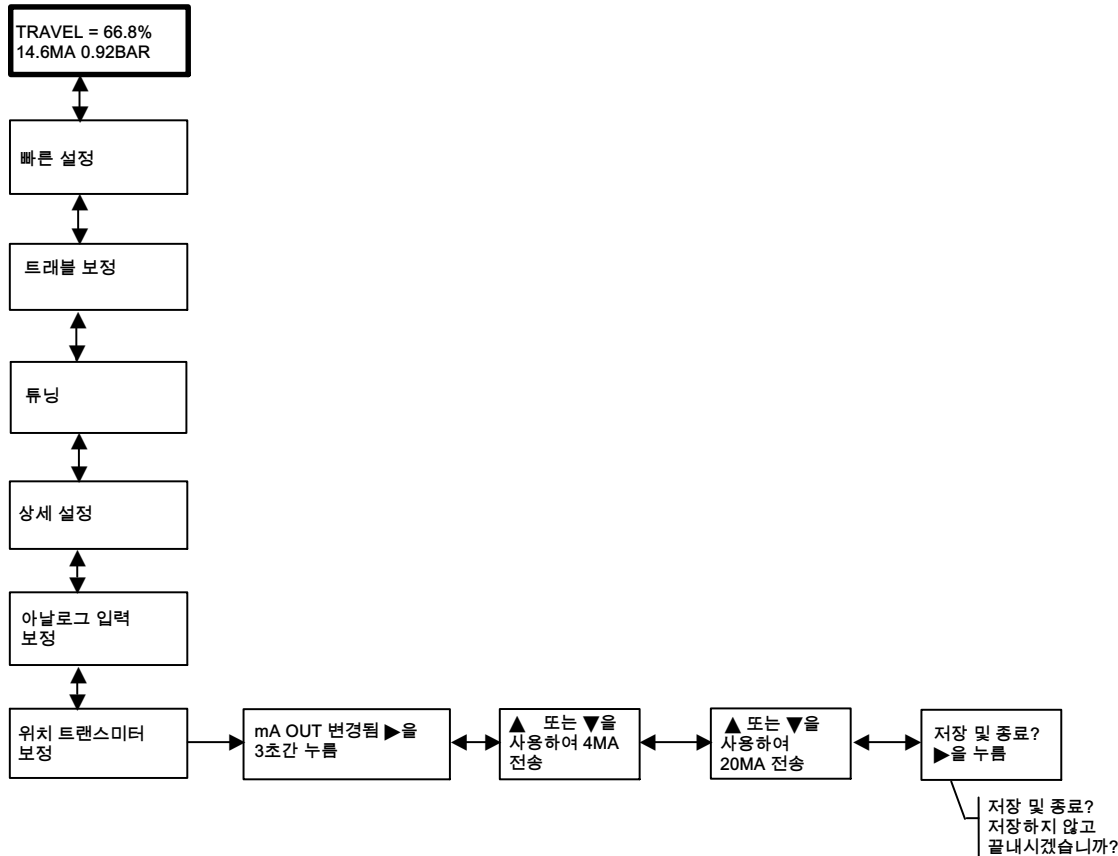 TRAVEL = 66.8%
14.6MA 0.92BAR
빠른 설정
트래블 보정
튜닝
상세 설정
아날로그 입력
보정
위치 트랜스미터
보정
mA OUT 변경됨 ▶을
3초간 누름
▲ 또는 ▼을
사용하여 4MA
전송
▲ 또는 ▼을
사용하여
20MA 전송
저장 및 종료?
▶을 누름
저장 및 종료?
저장하지 않고
끝내시겠습니까?